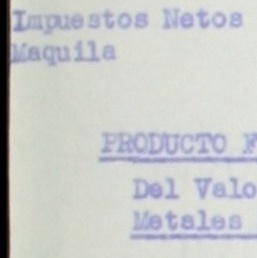 Impuestos Netos
Maquila
PRODUCTO F
Del Valo
Metales